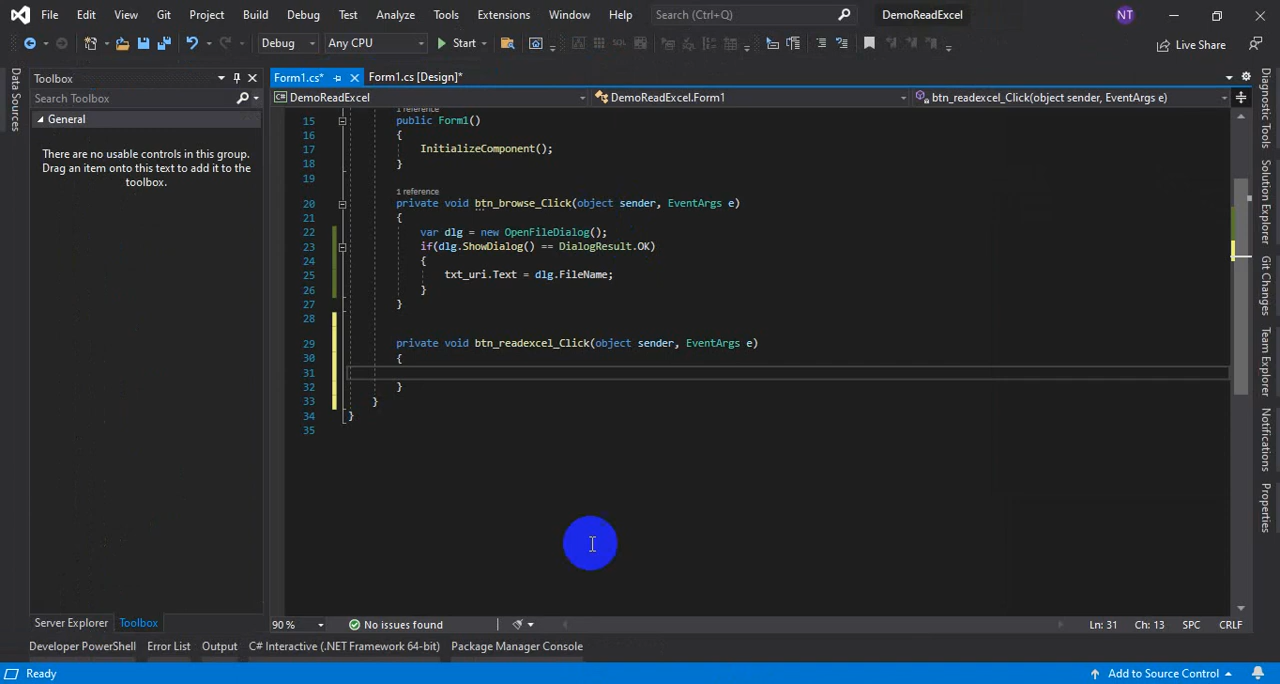 File Edit View Git Project Build Debug Test Analyze Tools Extensions Window Help Search (Ctrl+Q) DemoReadExcel NT
Debug Any CPU Start SQL Live Share
Data Sources
Toolbox
Search Toolbox
General
There are no usable controls in this group.
Drag an item onto this text to add it to the
toolbox.
Server Explorer Toolbox
Form1.cs* Form1.cs [Design]*
DemoReadExcel DemoReadExcel.Form1 btn_readexcel_Click(object sender, EventArgs e)
1 reference
15 public Form1()
16 {
17 InitializeComponent();
18 }
19
1 reference
20 private void btn_browse_Click(object sender, EventArgs e)
21 {
22 var dlg = new OpenFileDialog();
23 if(dlg.ShowDialog() == DialogResult.OK)
24 {
25 txt_uri.Text = dlg.FileName;
26 }
27 }
28
29 private void btn_readexcel_Click(object sender, EventArgs e)
30 {
31
32 }
33 }
34 }
35
90 % No issues found Ln: 31 Ch: 13 SPC CRLF
Diagnostic Tools
Solution Explorer
Git Changes
Team Explorer
Notifications
Properties
Developer PowerShell Error List Output C# Interactive (.NET Framework 64-bit) Package Manager Console
Ready Add to Source Control